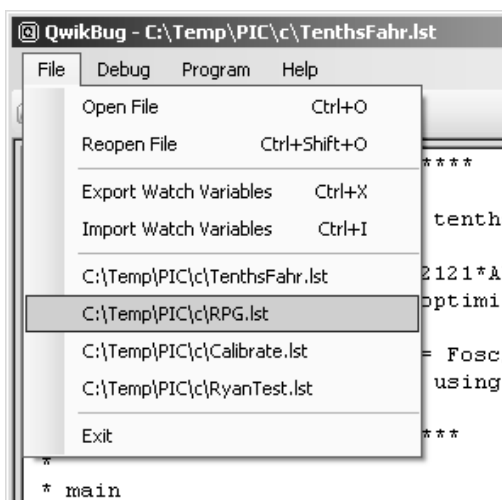 QwikBug - C:\Temp\PIC\c\TenthsFahr.lst
File Debug Program Help
Open File Ctrl+O
Reopen File Ctrl+Shift+O
****
Export Watch Variables Ctrl+X
Import Watch Variables Ctrl+I
tenth
C:\Temp\PIC\c\TenthsFahr.lst
2121*A
optimi
C:\Temp\PIC\c\RPG.lst
C:\Temp\PIC\c\Calibrate.lst
= Fosc
C:\Temp\PIC\c\RyanTest.lst
using
Exit
***
*
* main